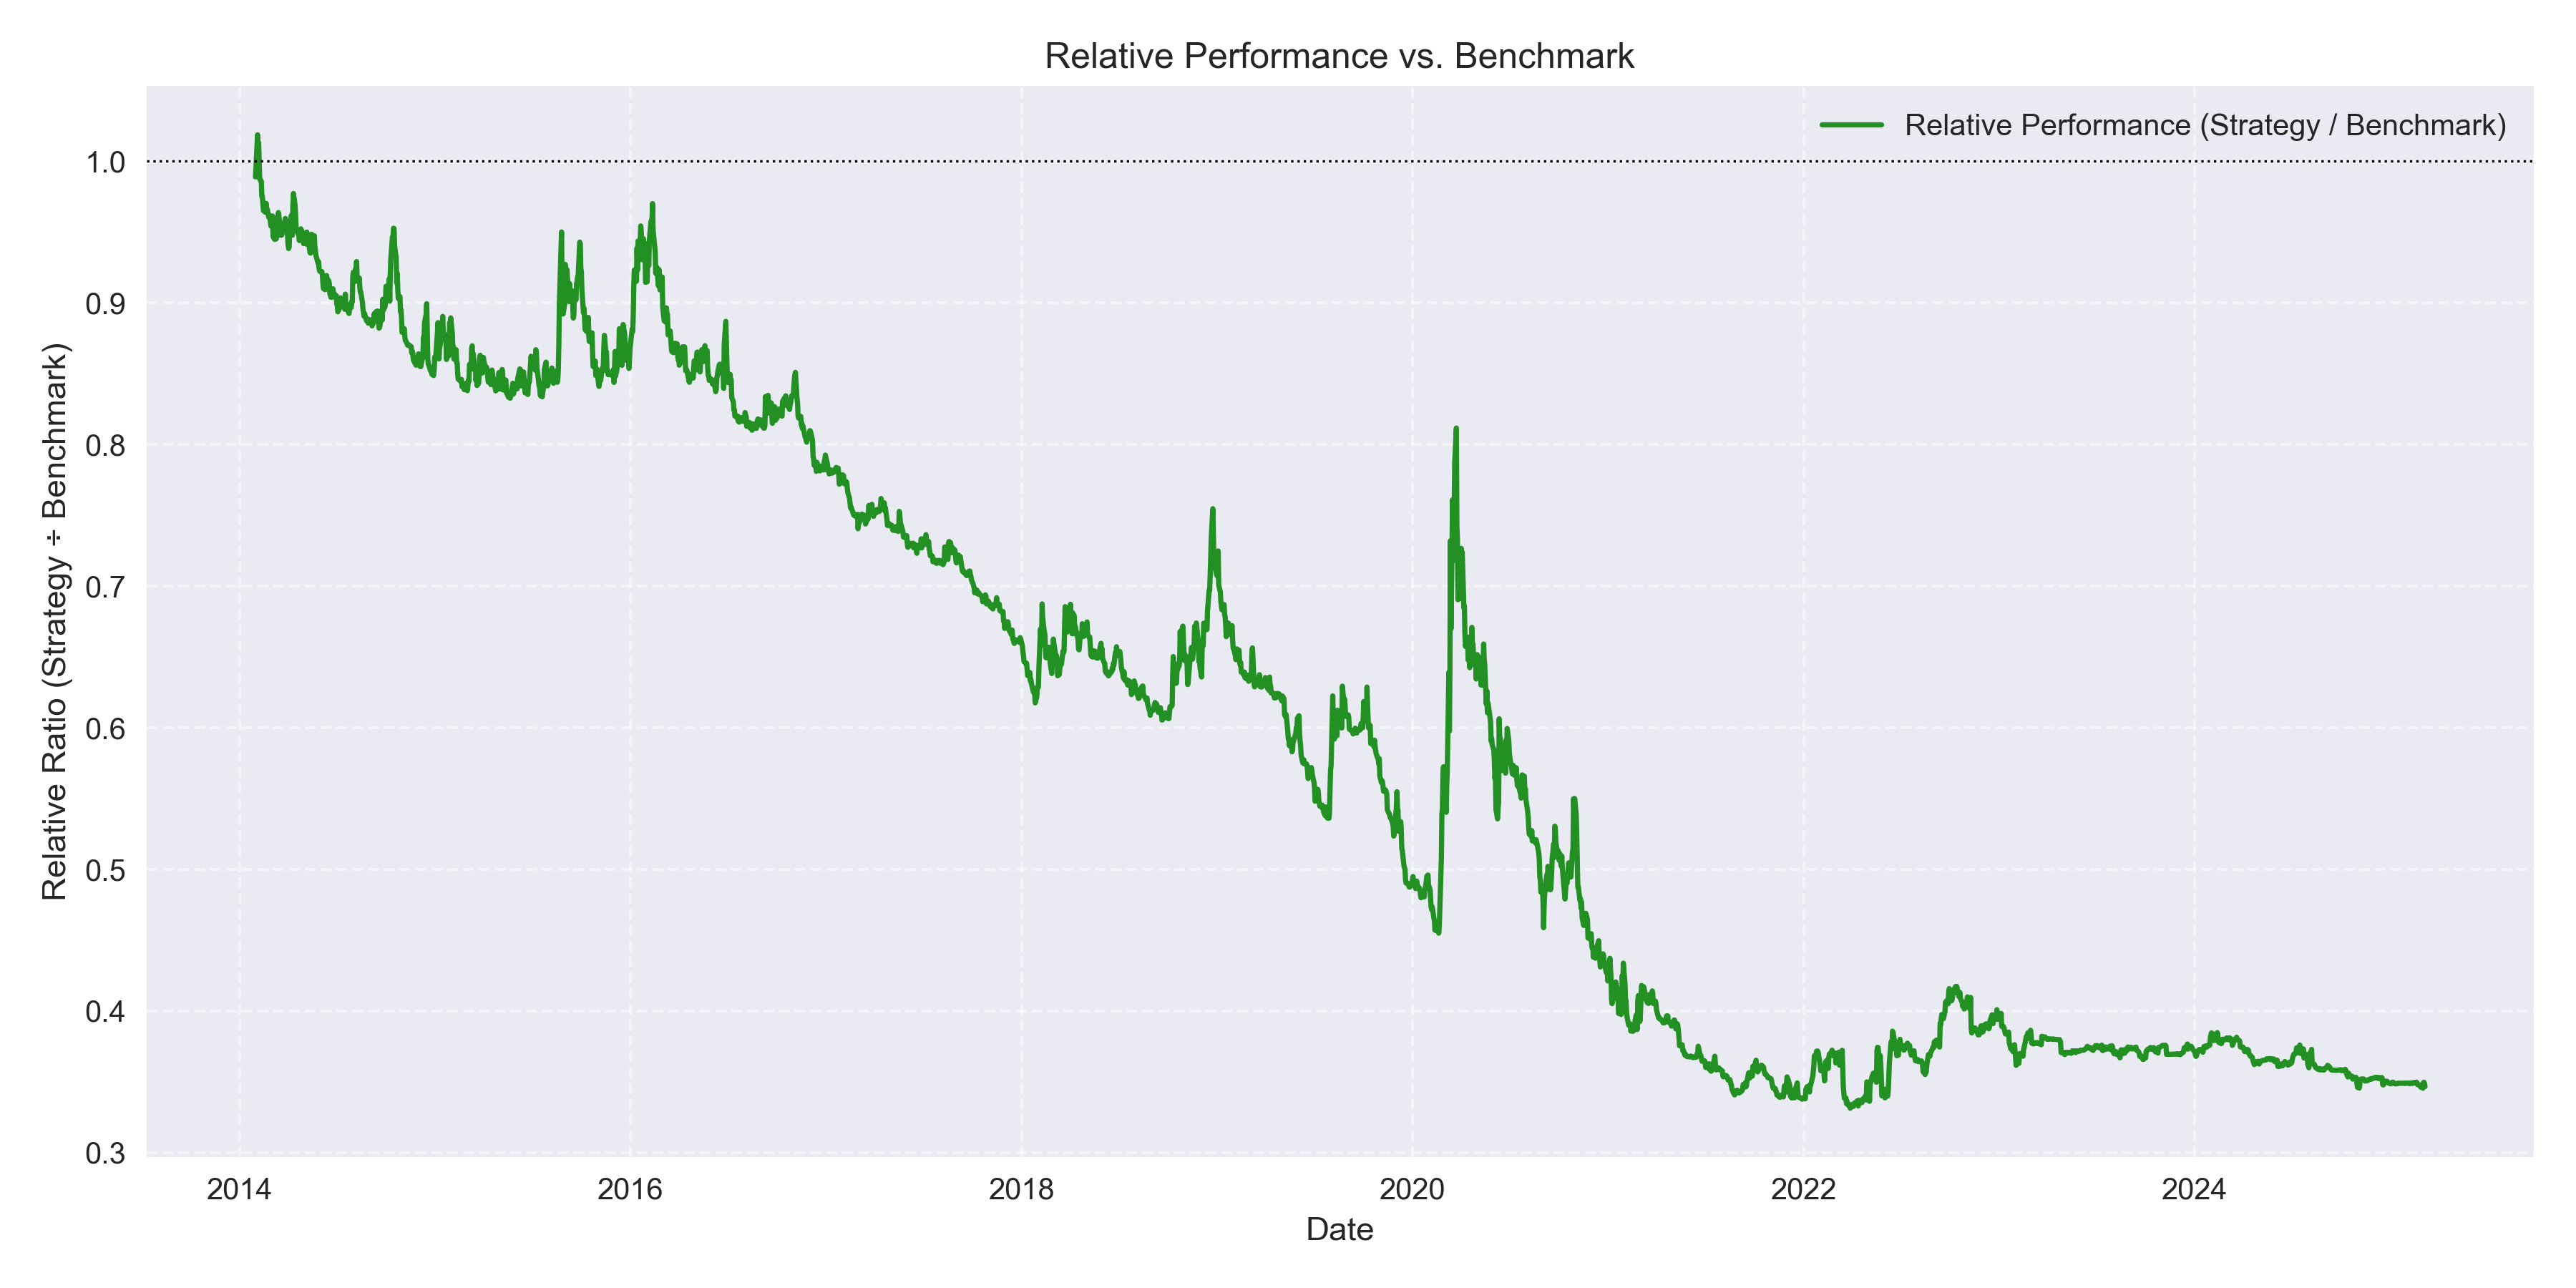 Relative Performance vs. Benchmark
Relative Performance (Strategy / Benchmark)
Relative Ratio (Strategy ÷ Benchmark)
1.0
0.9
0.8
0.7
0.6
0.5
0.4
0.3
2014 2016 2018 2020 2022 2024
Date